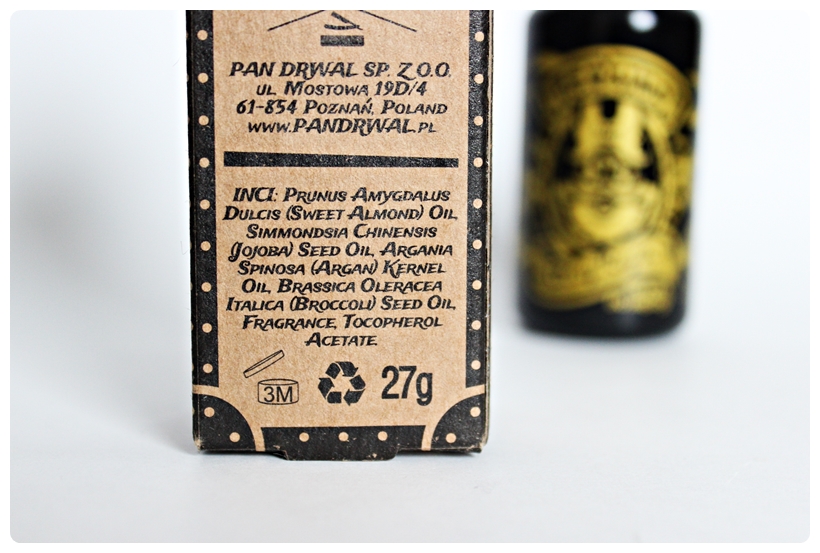 PAN DRWAL SP. Z O.O.
UL. MOSTOWA 19D/4
61-854 POZNAŃ, POLAND
WWW.PANDRWAL.PL
INCI: PRUNUS AMYGDALUS
DULCIS (SWEET ALMOND) OIL,
SIMMONDSIA CHINENSIS
(JOJOBA) SEED OIL, ARGANIA
SPINOSA (ARGAN) KERNEL
OIL, BRASSICA OLERACEA
ITALICA (BROCCOLI) SEED OIL,
FRAGRANCE, TOCOPHEROL
ACETATE.
3M 27g